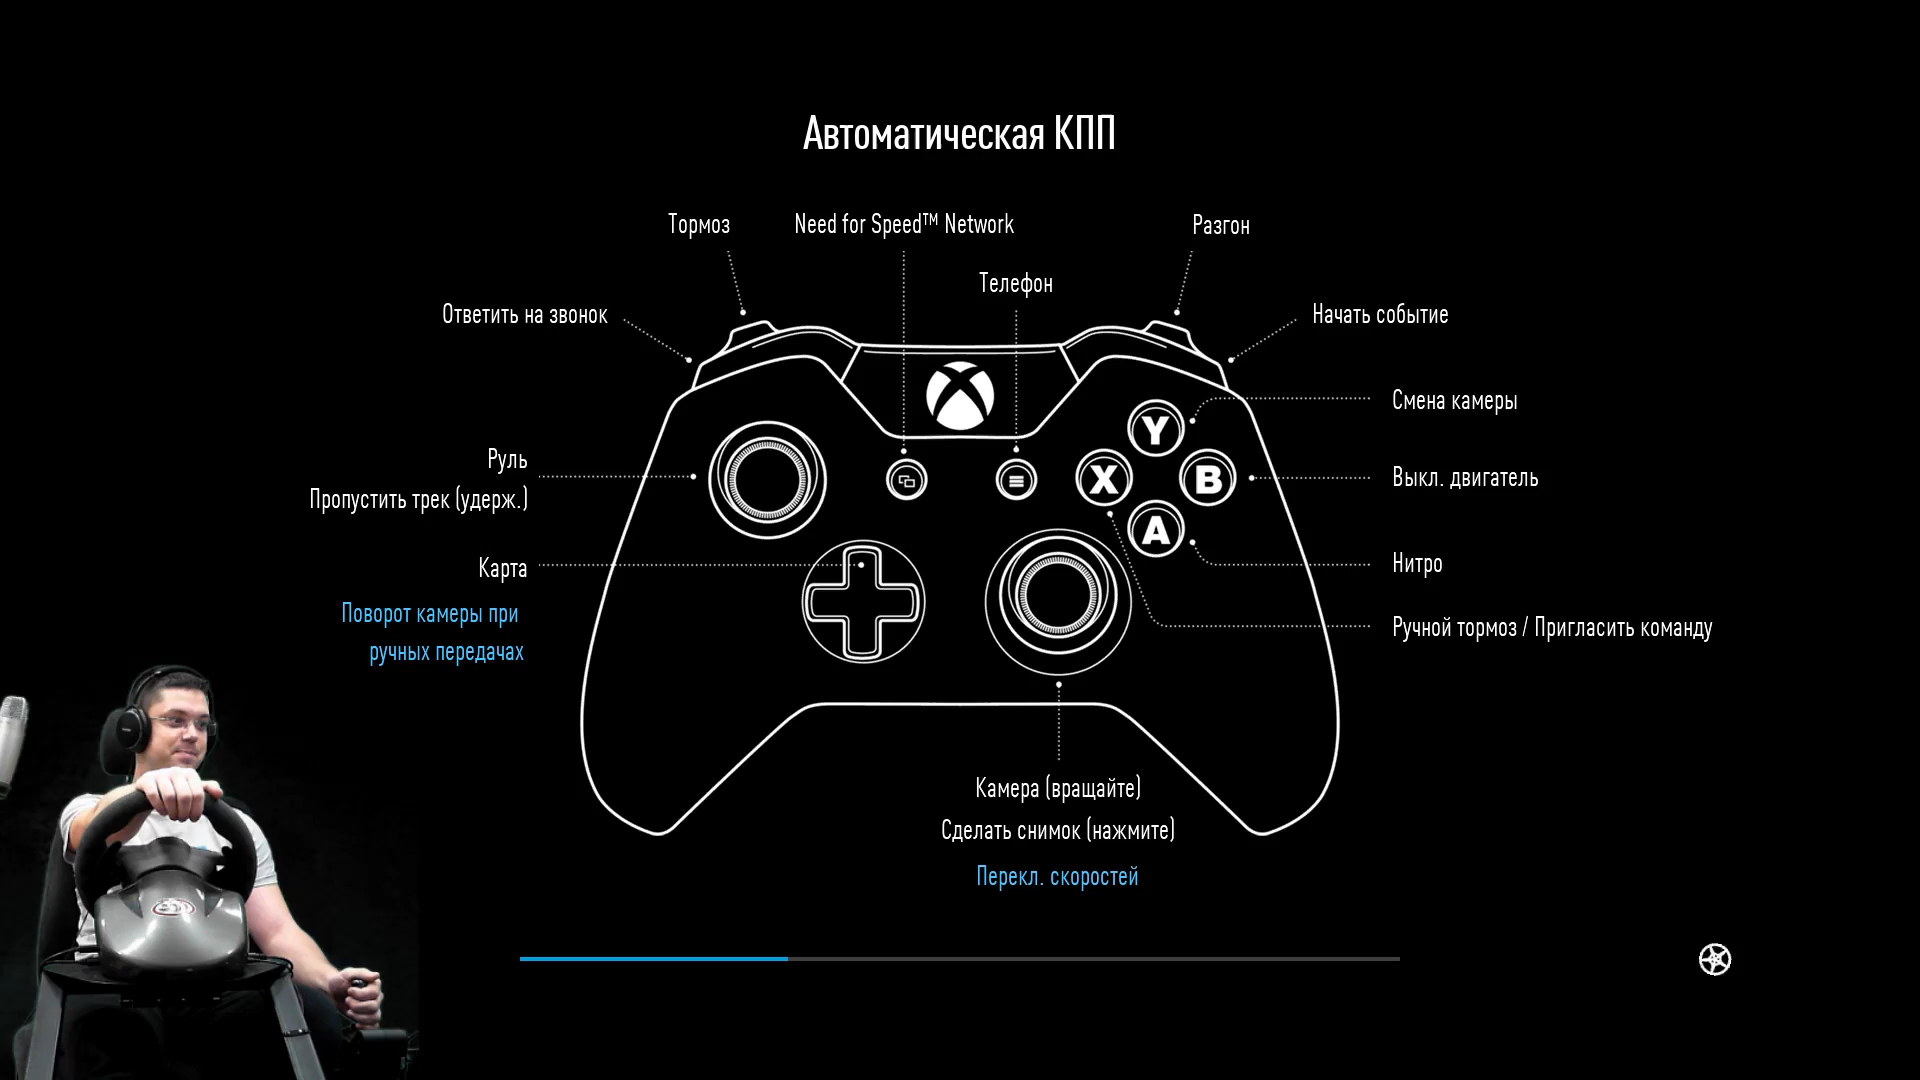 Автоматическая КПП
Тормоз
Need for Speed™ Network
Разгон
Телефон
Ответить на звонок
Начать событие
Смена камеры
Y
Руль
X
B
Выкл. двигатель
Пропустить трек (удерж.)
A
Карта
Нитро
Поворот камеры при
ручных передачах
Ручной тормоз / Пригласить команду
Камера (вращайте)
Сделать снимок (нажмите)
Перекл. скоростей